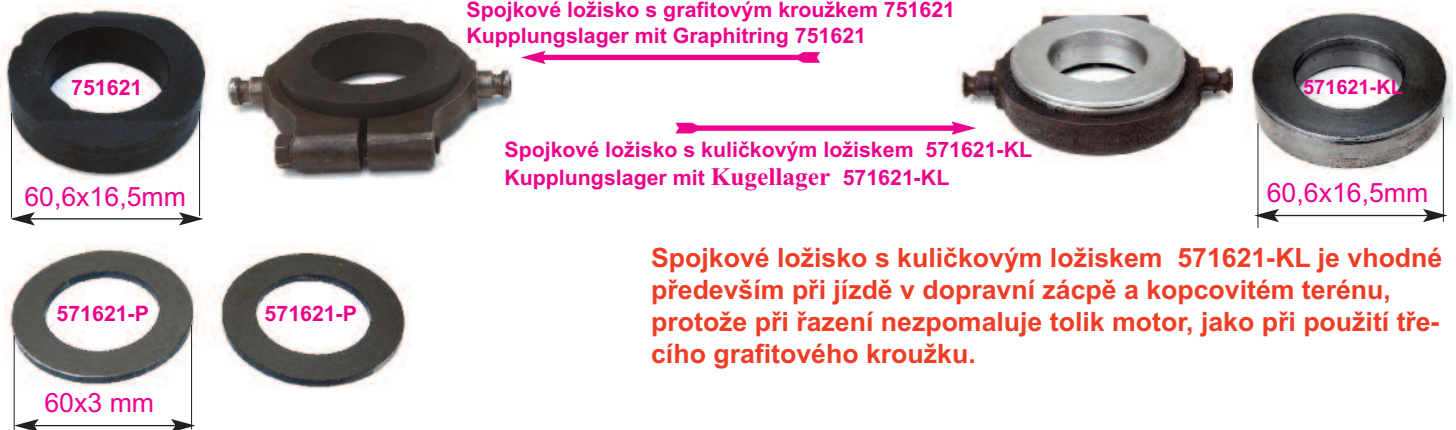 Spojkové ložisko s grafitovým kroužkem 751621
Kupplungslager mit Graphitring 751621
751621
571621-KL
Spojkové ložisko s kuličkovým ložiskem 571621-KL
Kupplungslager mit Kugellager 571621-KL
60,6x16,5mm
60,6x16,5mm
Spojkové ložisko s kuličkovým ložiskem 571621-KL je vhodné
především při jízdě v dopravní zácpě a kopcovitém terénu,
protože při řazení nezpomaluje tolik motor, jako při použití tře-
cího grafitového kroužku.
571621-P
571621-P
60x3 mm